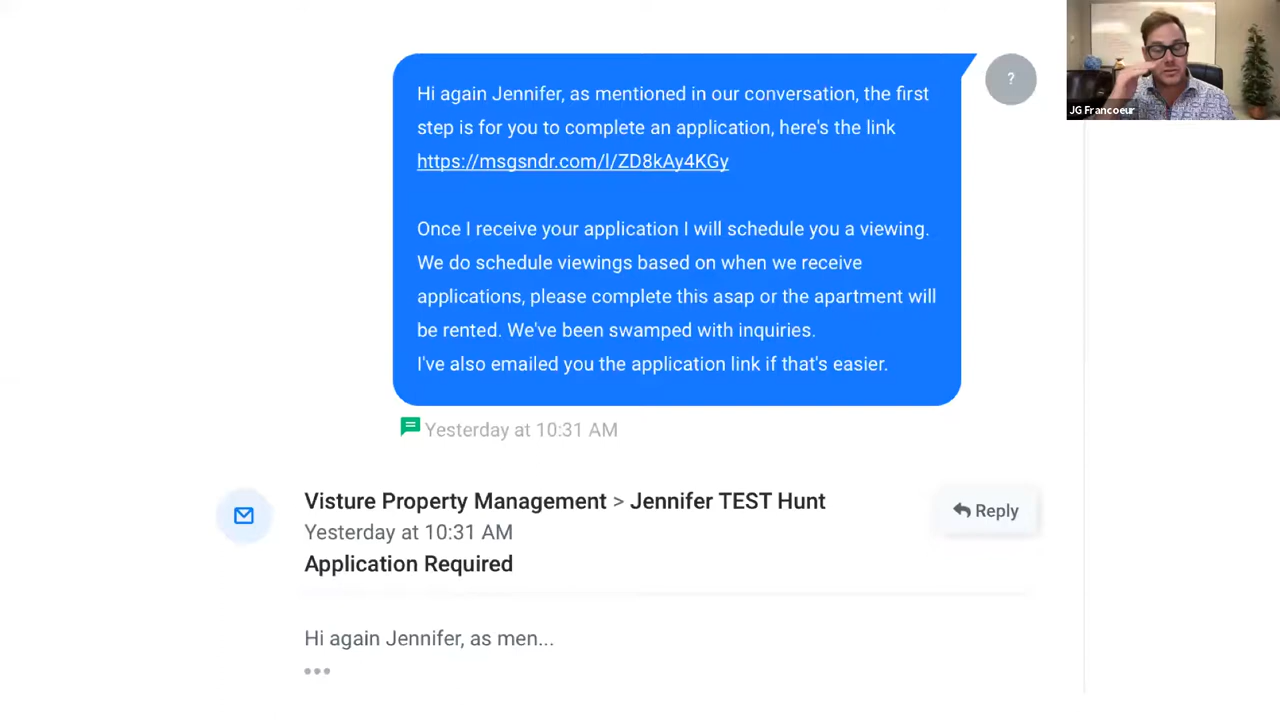 Hi again Jennifer, as mentioned in our conversation, the first
step is for you to complete an application, here's the link
https://msgsndr.com/l/ZD8kAy4KGy
Once I receive your application I will schedule you a viewing.
We do schedule viewings based on when we receive
applications, please complete this asap or the apartment will
be rented. We've been swamped with inquiries.
I've also emailed you the application link if that's easier.
?
JG Francoeur
Yesterday at 10:31 AM
Visture Property Management > Jennifer TEST Hunt
Reply
Yesterday at 10:31 AM
Application Required
Hi again Jennifer, as men...